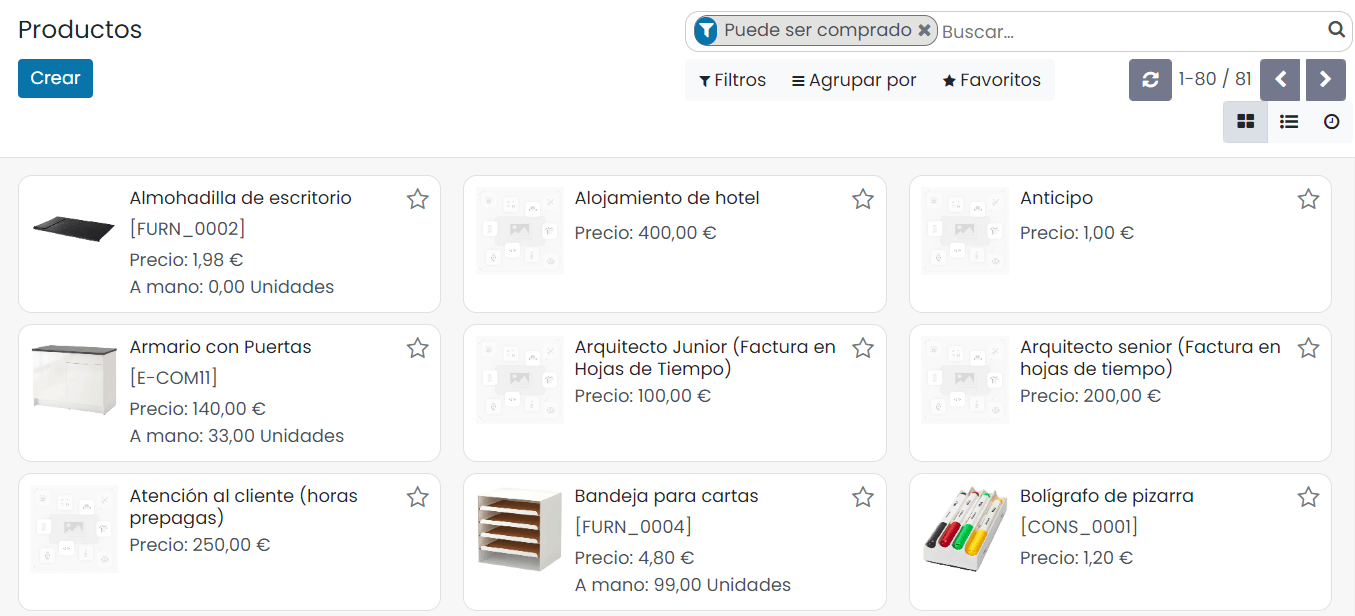 Productos
Puede ser comprado
Buscar...
Crear
Filtros
Agrupar por
Favoritos
1-80 / 81
Almohadilla de escritorio
[FURN_0002]
Precio: 1,98 €
A mano: 0,00 Unidades
Alojamiento de hotel
Precio: 400,00 €
Anticipo
Precio: 1,00 €
Armario con Puertas
[E-COM11]
Precio: 140,00 €
A mano: 33,00 Unidades
Arquitecto Junior (Factura en
Hojas de Tiempo)
Precio: 100,00 €
Arquitecto senior (Factura en
hojas de tiempo)
Precio: 200,00 €
Atención al cliente (horas
prepagas)
Precio: 250,00 €
Bandeja para cartas
[FURN_0004]
Precio: 4,80 €
A mano: 99,00 Unidades
Bolígrafo de pizarra
[CONS_0001]
Precio: 1,20 €